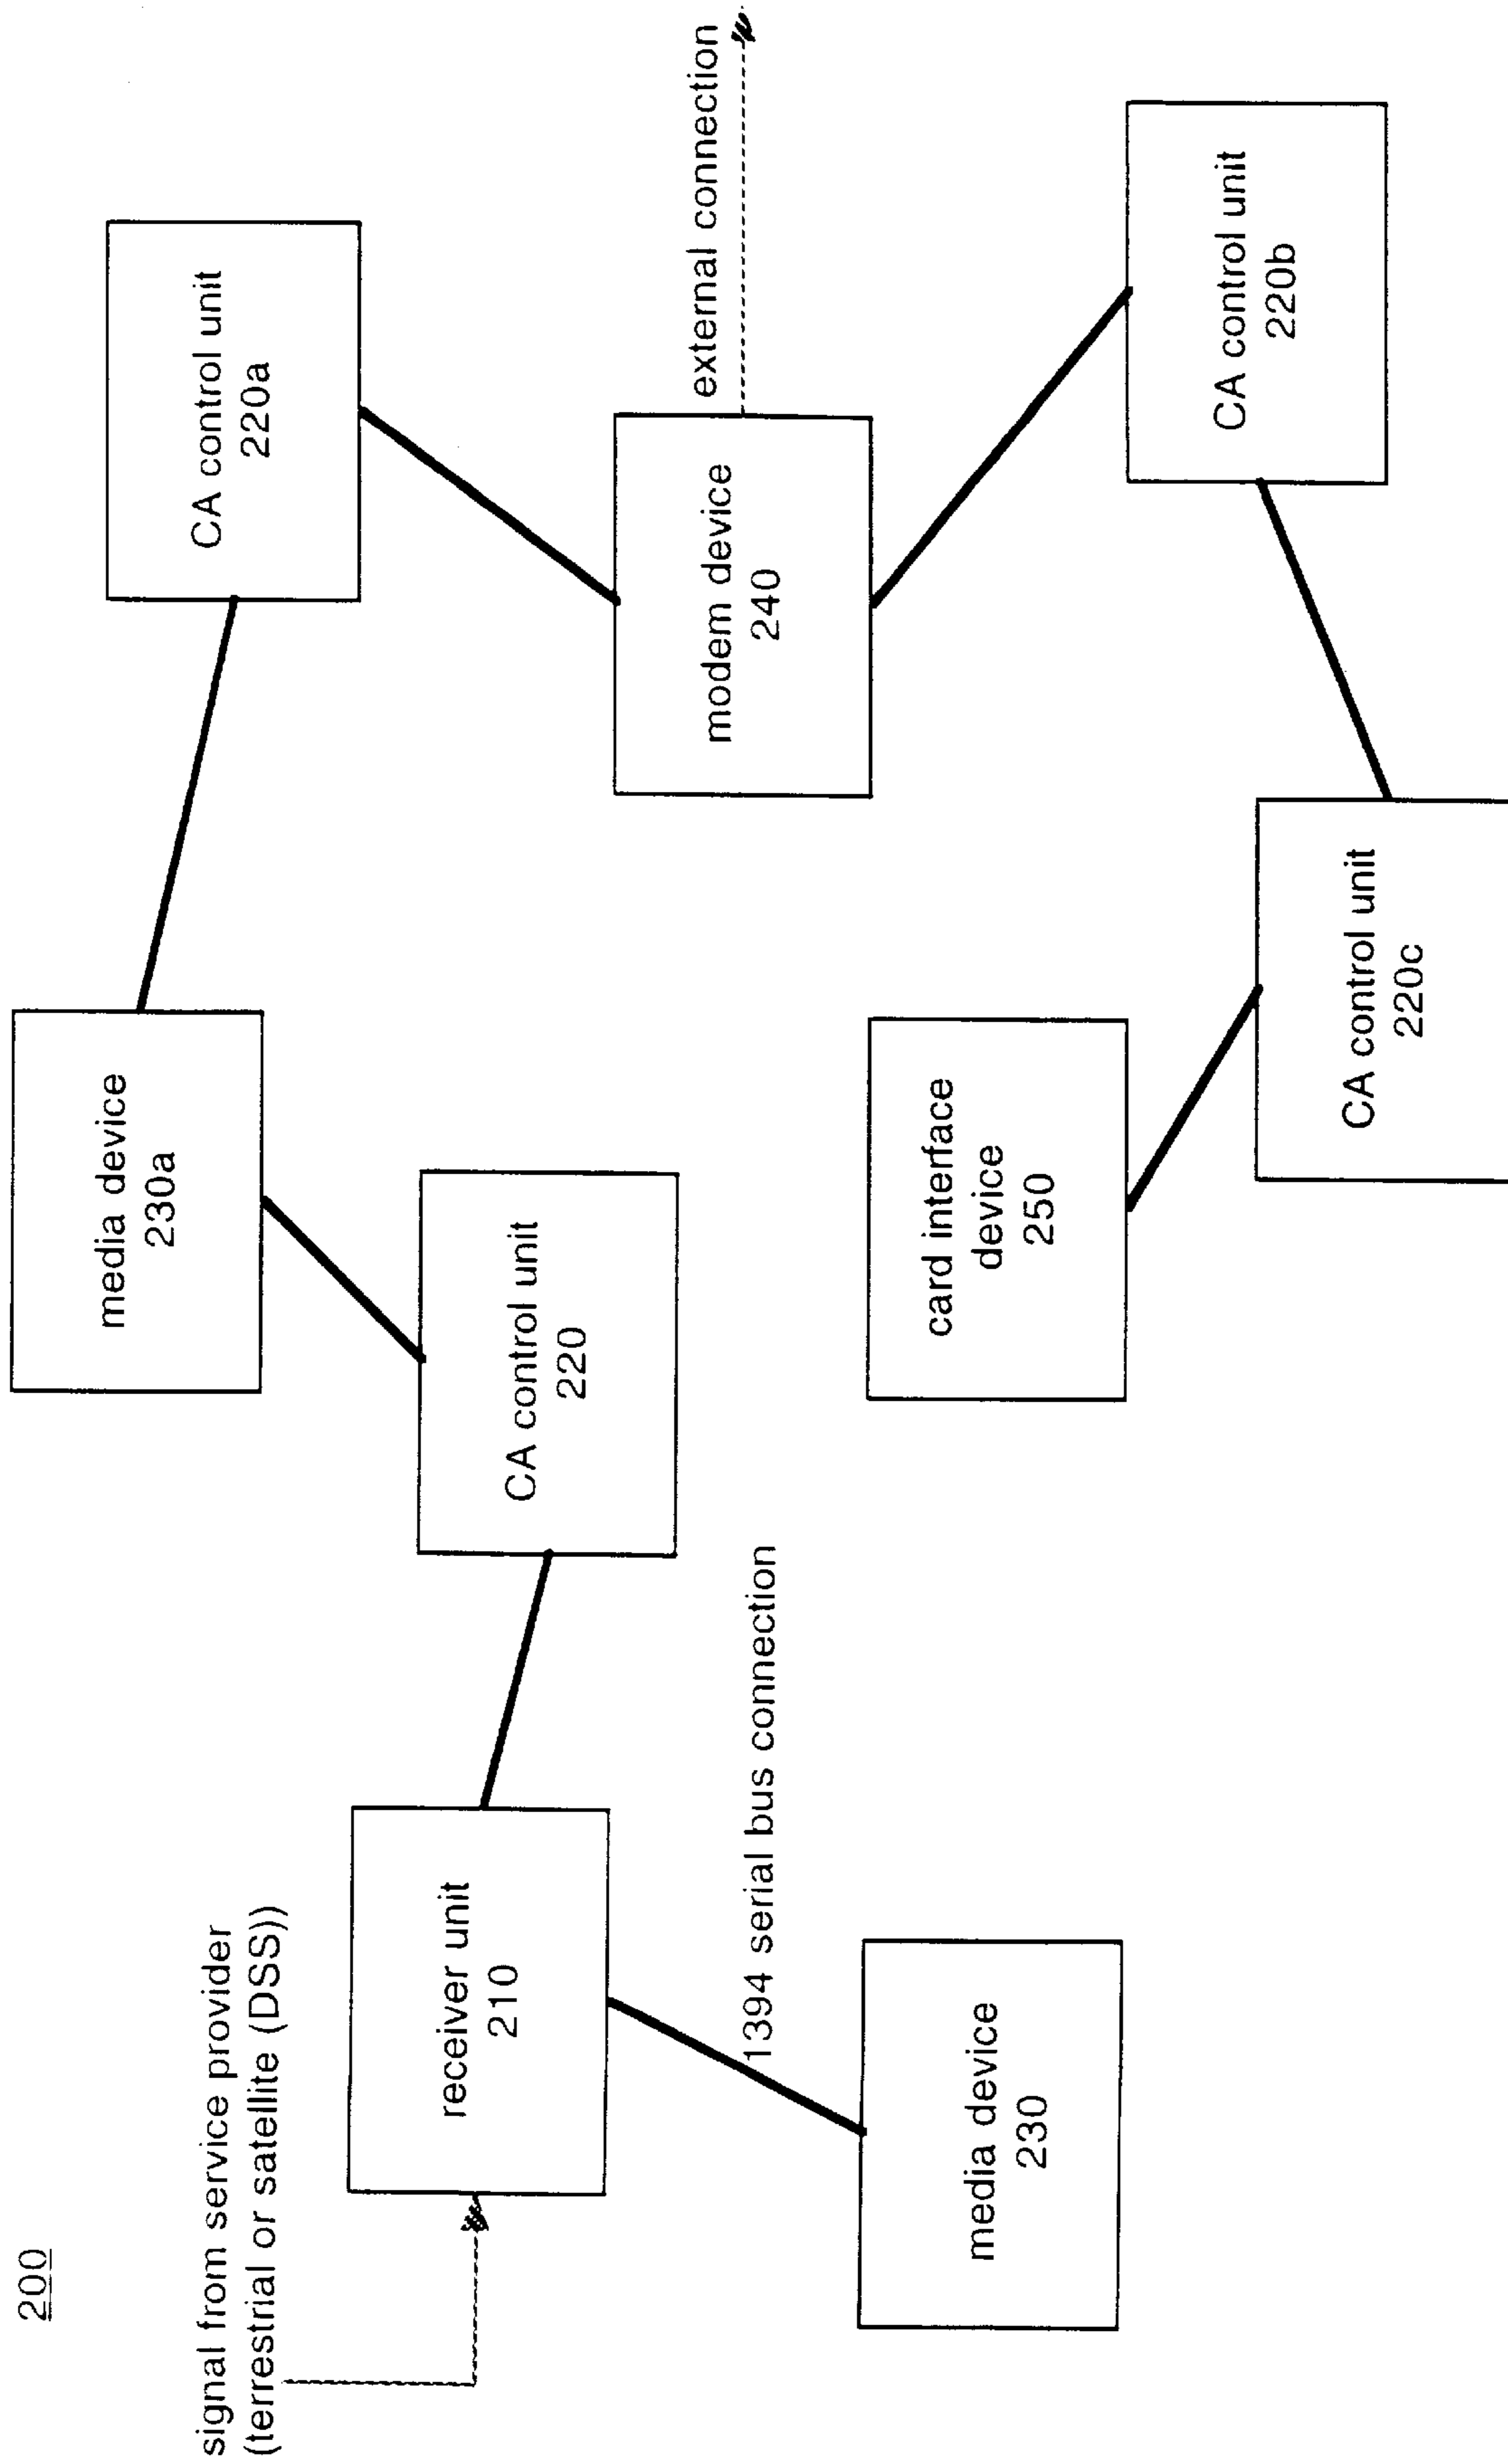 200
signal from service provider
(terrestrial or satellite (DSS))
receiver unit
210
media device
230
1394 serial bus connection
CA control unit
220
media device
230a
CA control unit
220a
modem device
240
external connection
CA control unit
220b
CA control unit
220c
card interface
device
250